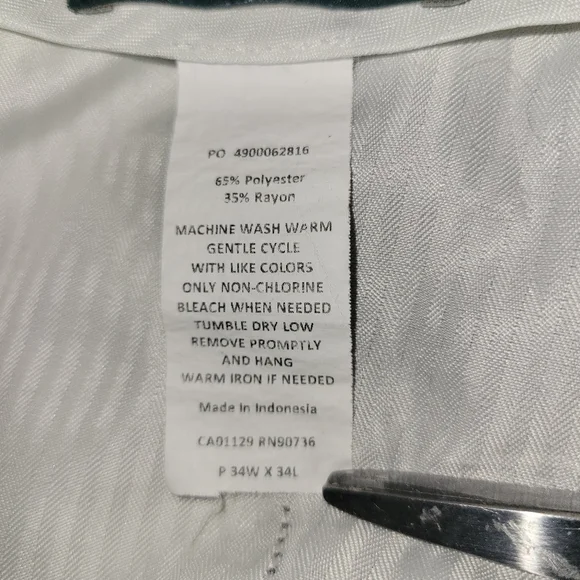 PO 4900062816
65% Polyester
35% Rayon
MACHINE WASH WARM
GENTLE CYCLE
WITH LIKE COLORS
ONLY NON-CHLORINE
BLEACH WHEN NEEDED
TUMBLE DRY LOW
REMOVE PROMPTLY
AND HANG
WARM IRON IF NEEDED
Made In Indonesia
CA01129 RN90736
P 34W X 34L